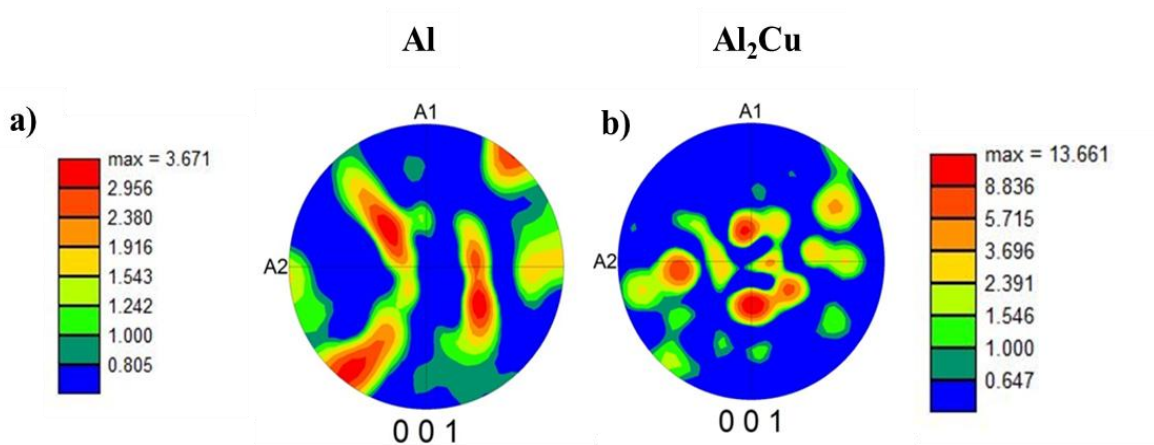 Al
Al₂Cu
a)
max = 3.671
2.956
2.380
1.916
1.543
1.242
1.000
0.805
A1
A2
0 0 1
b)
A1
A2
0 0 1
max = 13.661
8.836
5.715
3.696
2.391
1.546
1.000
0.647